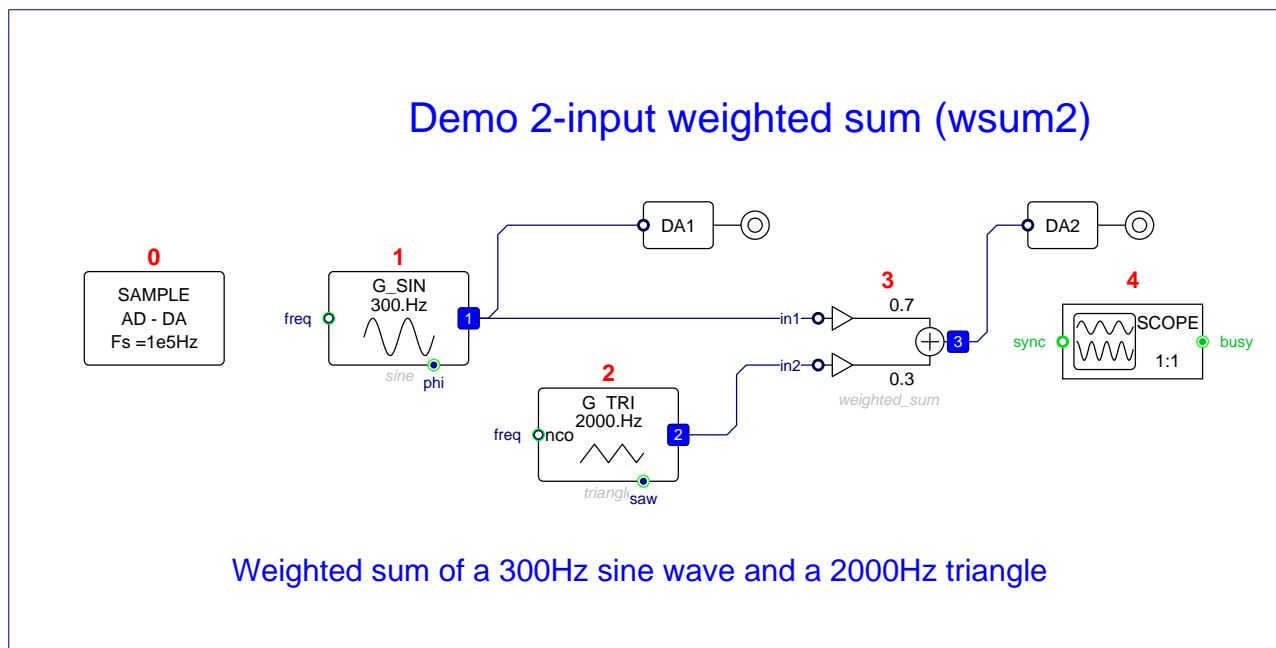 Demo 2-input weighted sum (wsum2)
DA1
DA2
0
SAMPLE
AD - DA
Fs =1e5Hz
1
G_SIN
300.Hz
freq
1
sine
phi
2
G_TRI
2000.Hz
freq
nco
2
triangle
saw
3
in1
0.7
in2
0.3
3
weighted_sum
4
sync
SCOPE
1:1
busy
Weighted sum of a 300Hz sine wave and a 2000Hz triangle